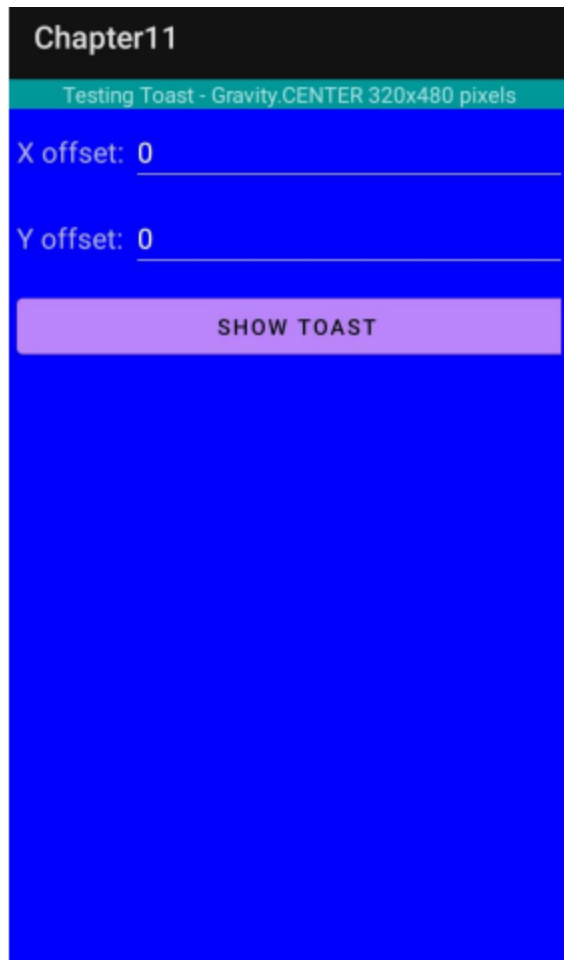 Chapter11
Testing Toast - Gravity.CENTER 320x480 pixels
X offset: 0
Y offset: 0
SHOW TOAST